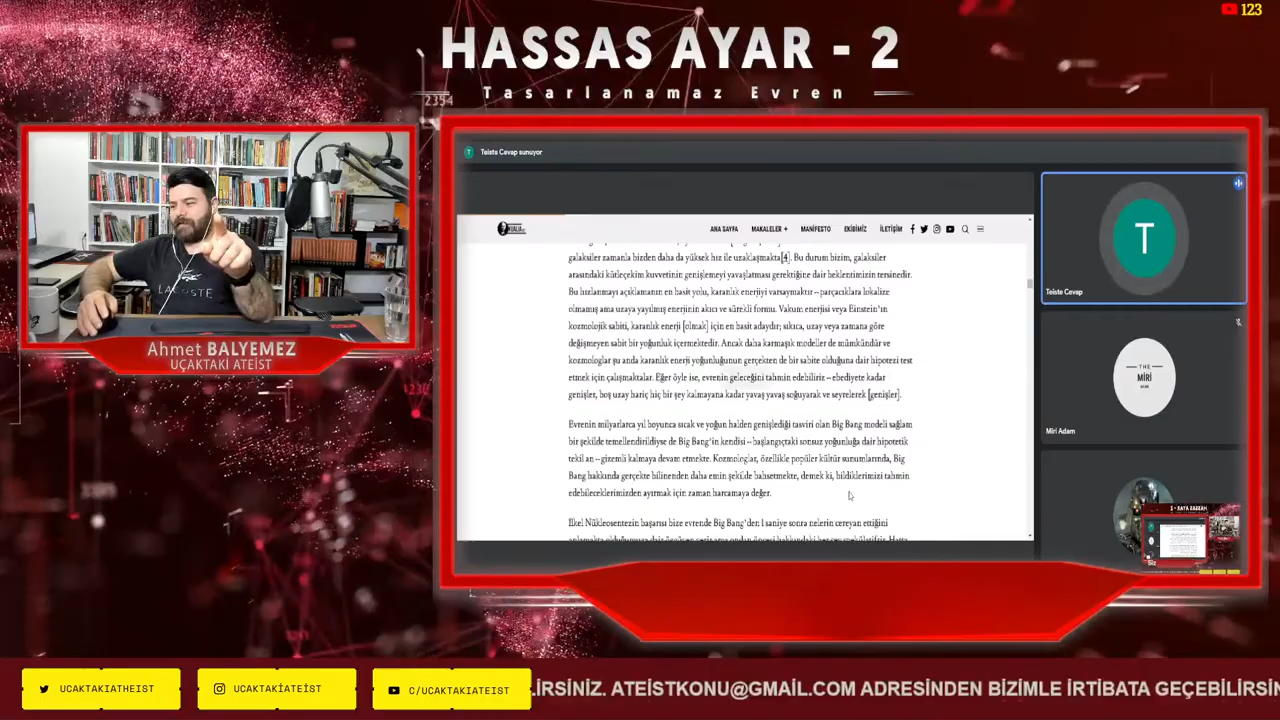 123
HASSAS AYAR - 2
Tasarlanamaz Evren
2354
Teiste Cevap sunuyor
ANA SAYFA MAKALELER + MANİFESTO EKİBİMİZ İLETİŞİM
galaksiler zamanla bizden daha da yüksek hız ile uzaklaşmakta[4]. Bu durum bizim, galaksiler
arasındaki kütleçekim kuvvetinin genişlemeyi yavaşlatması gerektiğine dair beklentimizin tersinedir.
Bu hızlanmayı açıklamanın en basit yolu, karanlık enerjiyi varsaymaktır – parçacıklara lokalize
olmamış ama uzaya yayılmış enerjinin akıcı ve sürekli formu. Vakum enerjisi veya Einstein'ın
kozmolojik sabiti, karanlık enerji [olmak] için en basit adaydır; sıkıca, uzay veya zamana göre
değişmeyen sabit bir yoğunluk içermektedir. Ancak daha karmaşık modeller de mümkündür ve
kozmologlar şu anda karanlık enerji yoğunluğunun gerçekten de bir sabite olduğuna dair hipotezi test
etmek için çalışmaktalar. Eğer öyle ise, evrenin geleceğini tahmin edebiliriz – ebediyete kadar
genişler, boş uzay hariç hiç bir şey kalmayana kadar yavaş yavaş soğuyarak ve seyrelerek [genişler].
Evrenin milyarlarca yıl boyunca sıcak ve yoğun halden genişlediği tasviri olan Big Bang modeli sağlam
bir şekilde temellendirildiyse de Big Bang'in kendisi – başlangıçtaki sonsuz yoğunluğa dair hipotetik
tekil an – gizemli kalmaya devam etmekte. Kozmologlar, özellikle popüler kültür sunumlarında, Big
Bang hakkında gerçekte bilinenden daha emin şekilde bahsetmekte, demek ki, bildiklerimizi tahmin
edebileceklerimizden ayırmak için zaman harcamaya değer.
İlkel Nükleosentezin başarısı bize evrende Big Bang'den 1 saniye sonra nelerin cereyan ettiğini
T
Teiste Cevap
THE
MİRİ
Miri Adam
LACOSTE
Ahmet BALYEMEZ
UÇAKTAKİ ATEİST
UCAKTAKIATHEIST
UCAKTAKİATEİST
C/UCAKTAKIATEIST
LİRSİNİZ. ATEISTKONU@GMAIL.COM ADRESİNDEN BİZİMLE İRTİBATA GEÇEBİLİRSİN